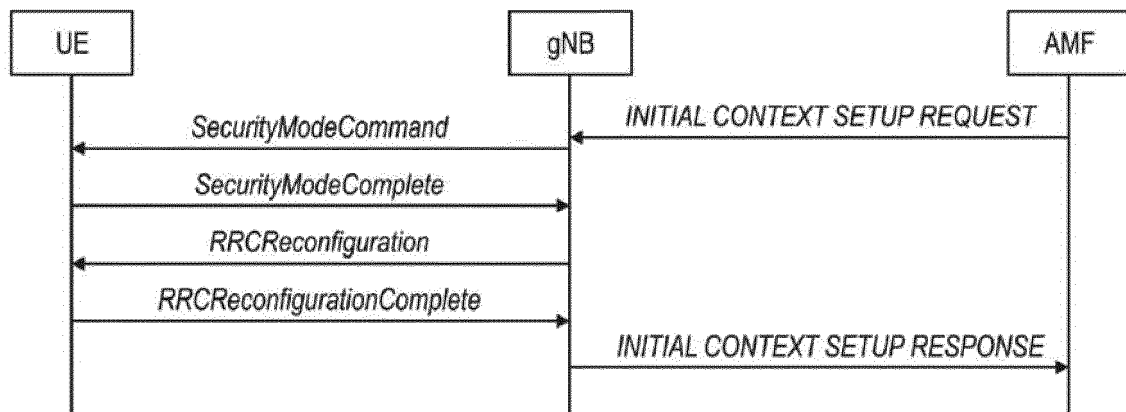 UE
gNB
AMF
INITIAL CONTEXT SETUP REQUEST
SecurityModeCommand
SecurityModeComplete
RRCReconfiguration
RRCReconfigurationComplete
INITIAL CONTEXT SETUP RESPONSE